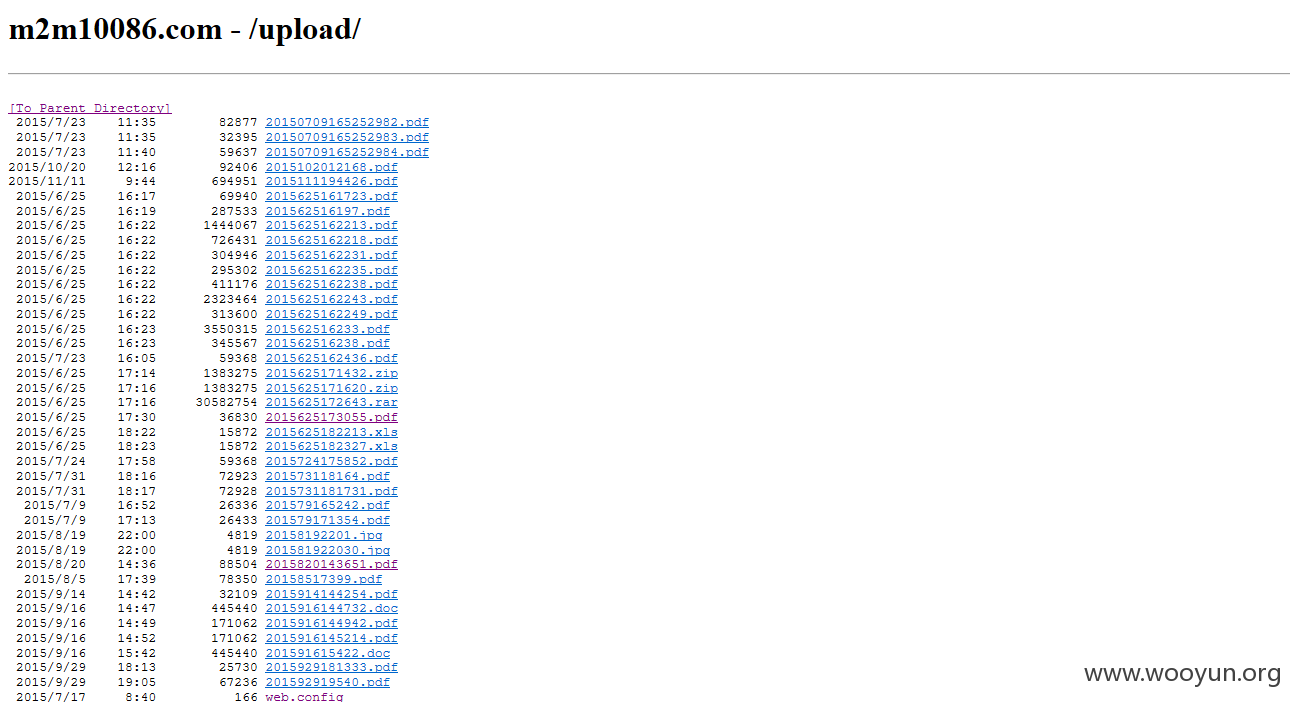 m2m10086.com - /upload/
[To Parent Directory]
2015/7/23 11:35 82877 20150709165252982.pdf
2015/7/23 11:35 32395 20150709165252983.pdf
2015/7/23 11:40 59637 20150709165252984.pdf
2015/10/20 12:16 92406 2015102012168.pdf
2015/11/11 9:44 694951 2015111194426.pdf
2015/6/25 16:17 69940 2015625161723.pdf
2015/6/25 16:19 287533 201562516197.pdf
2015/6/25 16:22 1444067 2015625162213.pdf
2015/6/25 16:22 726431 2015625162218.pdf
2015/6/25 16:22 304946 2015625162231.pdf
2015/6/25 16:22 295302 2015625162235.pdf
2015/6/25 16:22 411176 2015625162238.pdf
2015/6/25 16:22 2323464 2015625162243.pdf
2015/6/25 16:22 313600 2015625162249.pdf
2015/6/25 16:23 3550315 201562516233.pdf
2015/6/25 16:23 345567 201562516238.pdf
2015/7/23 16:05 59368 2015625162436.pdf
2015/6/25 17:14 1383275 2015625171432.zip
2015/6/25 17:16 1383275 2015625171620.zip
2015/6/25 17:16 30582754 2015625172643.rar
2015/6/25 17:30 36830 2015625173055.pdf
2015/6/25 18:22 15872 2015625182213.xls
2015/6/25 18:23 15872 2015625182327.xls
2015/7/24 17:58 59368 2015724175852.pdf
2015/7/31 18:16 72923 201573118164.pdf
2015/7/31 18:17 72928 2015731181731.pdf
2015/7/9 16:52 26336 201579165242.pdf
2015/7/9 17:13 26433 201579171354.pdf
2015/8/19 22:00 4819 20158192201.jpg
2015/8/19 22:00 4819 201581922030.jpg
2015/8/20 14:36 88504 2015820143651.pdf
2015/8/5 17:39 78350 20158517399.pdf
2015/9/14 14:42 32109 2015914144254.pdf
2015/9/16 14:47 445440 2015916144732.doc
2015/9/16 14:49 171062 2015916144942.pdf
2015/9/16 14:52 171062 2015916145214.pdf
2015/9/16 15:42 445440 201591615422.doc
2015/9/29 18:13 25730 2015929181333.pdf
2015/9/29 19:05 67236 201592919540.pdf
2015/7/17 8:40 166 web.config
www.wooyun.org